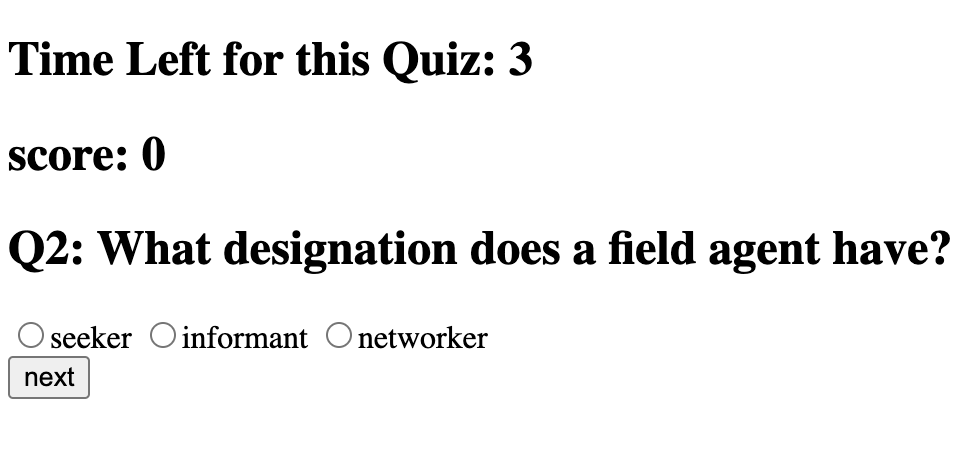 Time Left for this Quiz: 3
score: 0
Q2: What designation does a field agent have?
seeker informant networker
next